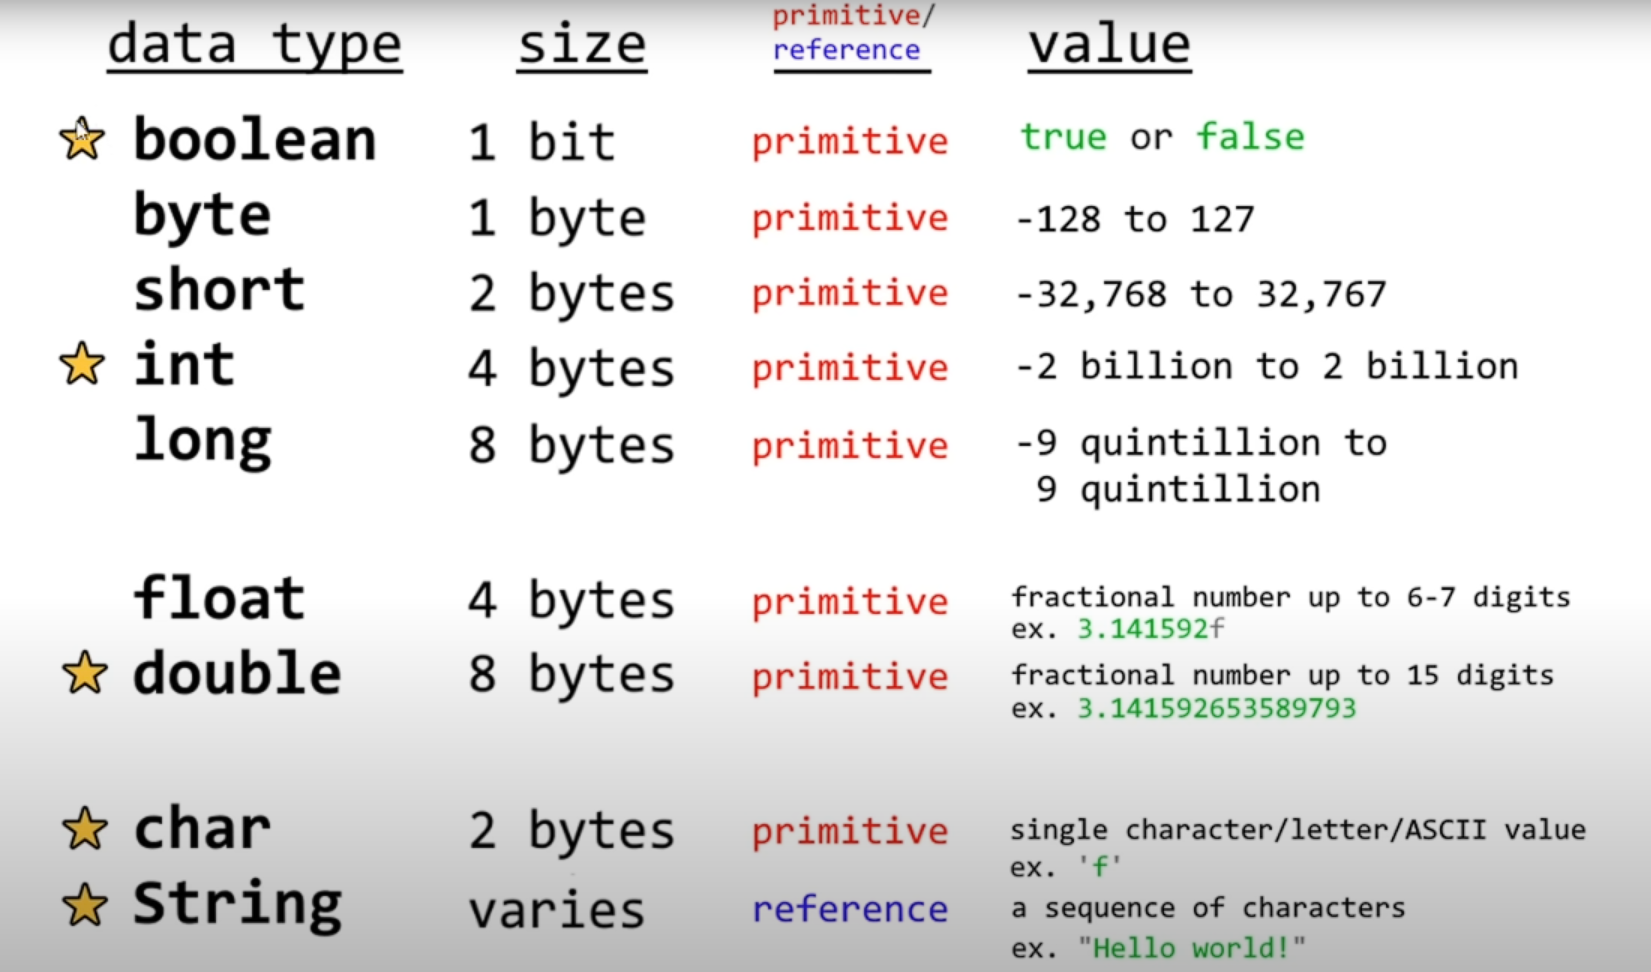 data type size primitive/
reference value
boolean 1 bit primitive true or false
byte 1 byte primitive -128 to 127
short 2 bytes primitive -32,768 to 32,767
int 4 bytes primitive -2 billion to 2 billion
long 8 bytes primitive -9 quintillion to
9 quintillion
float 4 bytes primitive fractional number up to 6-7 digits
ex. 3.141592f
double 8 bytes primitive fractional number up to 15 digits
ex. 3.141592653589793
char 2 bytes primitive single character/letter/ASCII value
ex. 'f'
String varies reference a sequence of characters
ex. "Hello world!"